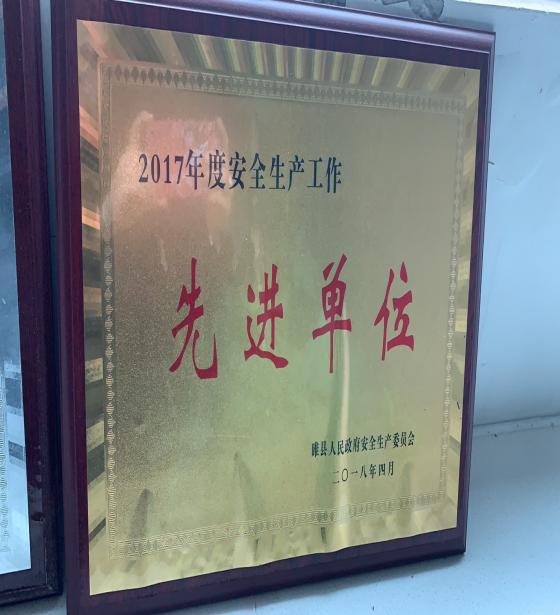 2017年度安全生产工作
先进单位
睢县人民政府安全生产委员会
二〇一八年四月